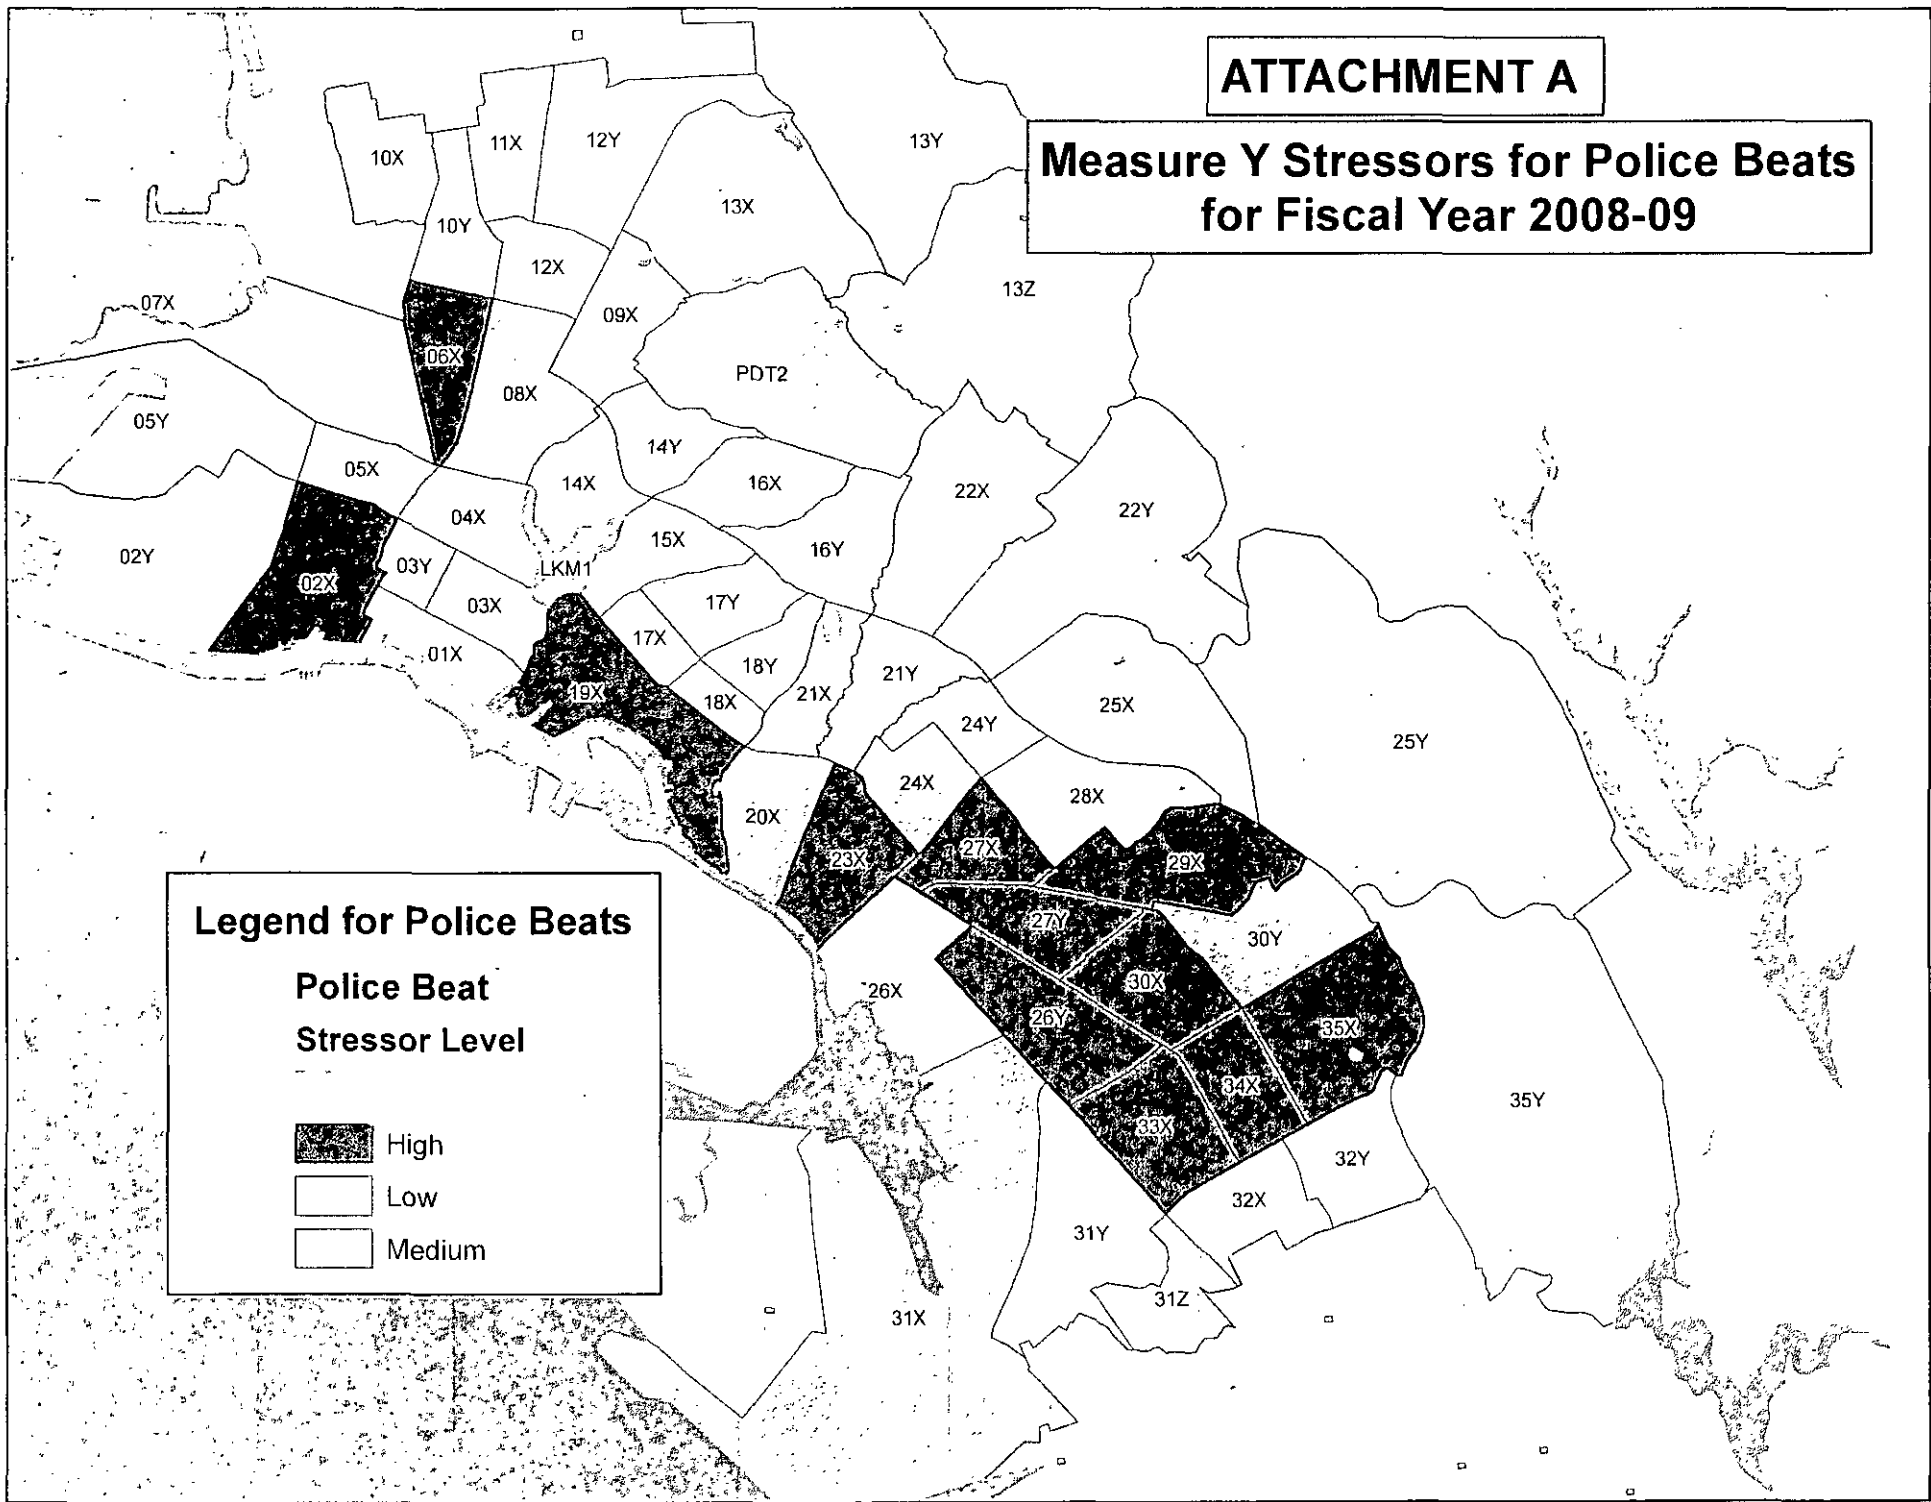 ATTACHMENT A
Measure Y Stressors for Police Beats
for Fiscal Year 2008-09
10X
11X
12Y
13Y
13X
10Y
12X
13Z
07X
09X
06X
PDT2
08X
05Y
14Y
05X
14X
16X
22X
22Y
04X
15X
16Y
02Y
03Y
LKM1
02X
03X
17Y
17X
01X
18Y
21Y
19X
18X
21X
25X
24Y
25Y
24X
28X
20X
27X
23X
29X
27Y
30Y
26X
30X
26Y
35X
34X
35Y
33X
32Y
32X
31Y
31Z
31X
Legend for Police Beats
Police Beat
Stressor Level
High
Low
Medium